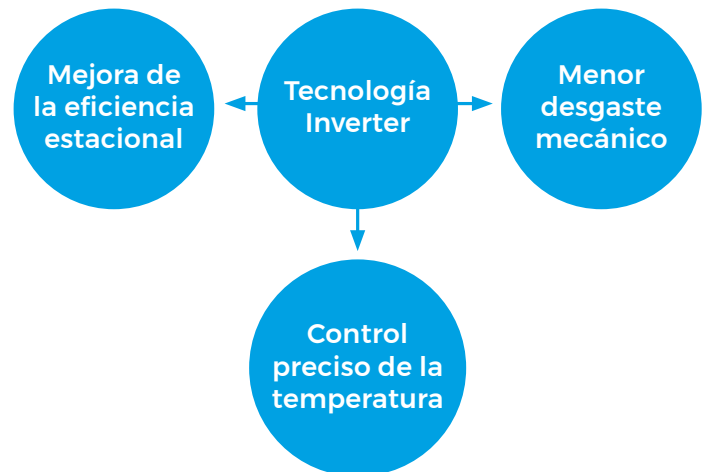 Mejora de
la eficiencia
estacional
Tecnología
Inverter
Menor
desgaste
mecánico
Control
preciso de la
temperatura